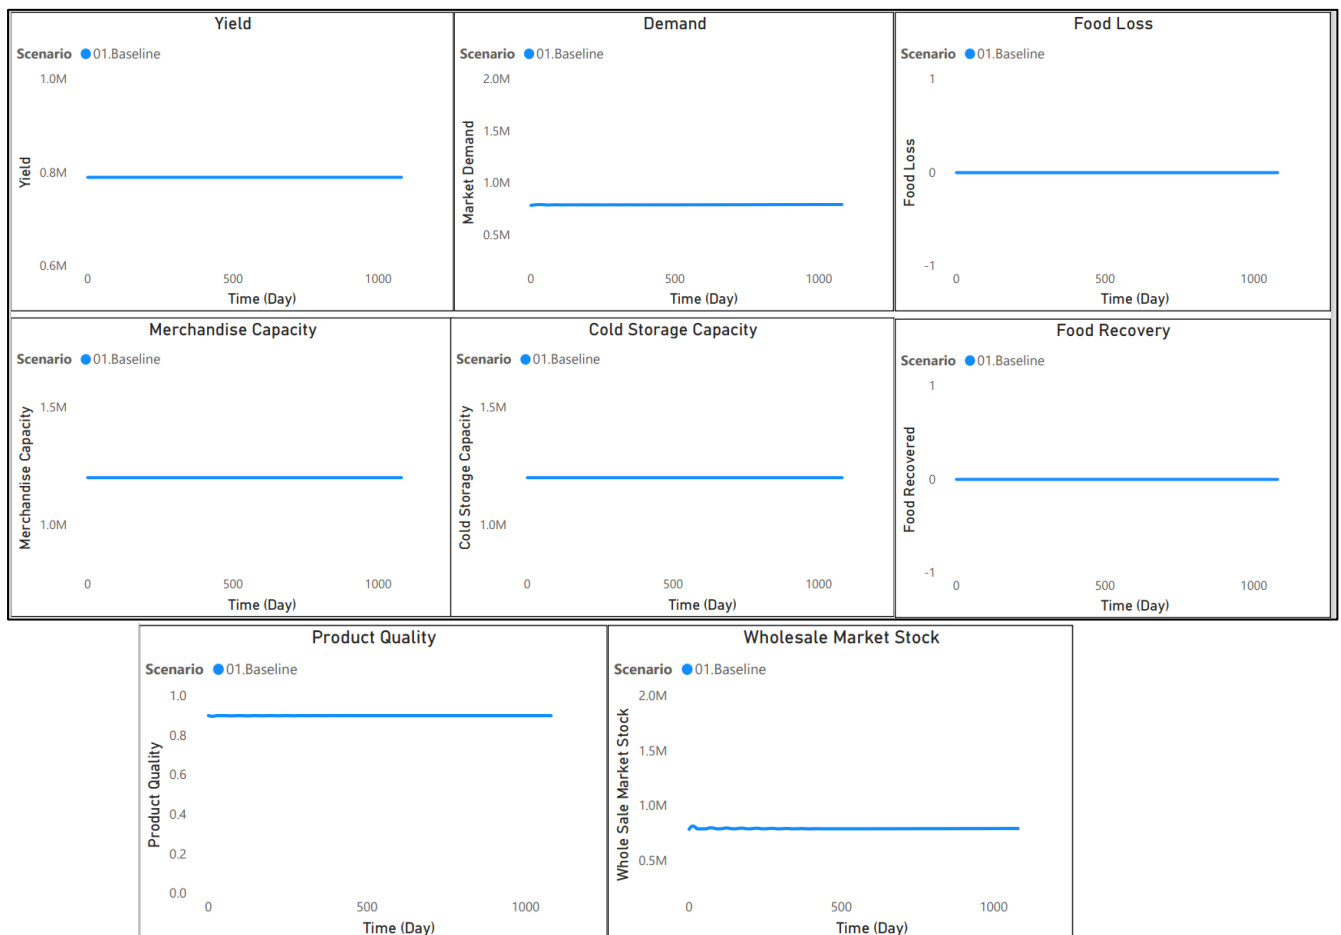 Yield
Scenario 01.Baseline
1.0M
0.8M
0.6M
Yield
0 500 1000
Time (Day)
Demand
Scenario 01.Baseline
2.0M
1.5M
1.0M
0.5M
Market Demand
0 500 1000
Time (Day)
Food Loss
Scenario 01.Baseline
1
0
-1
Food Loss
0 500 1000
Time (Day)
Merchandise Capacity
Scenario 01.Baseline
1.5M
1.0M
Merchandise Capacity
0 500 1000
Time (Day)
Cold Storage Capacity
Scenario 01.Baseline
1.5M
1.0M
Cold Storage Capacity
0 500 1000
Time (Day)
Food Recovery
Scenario 01.Baseline
1
0
-1
Food Recovered
0 500 1000
Time (Day)
Product Quality
Scenario 01.Baseline
1.0
0.8
0.6
0.4
0.2
0.0
Product Quality
0 500 1000
Time (Day)
Wholesale Market Stock
Scenario 01.Baseline
2.0M
1.5M
1.0M
0.5M
Whole Sale Market Stock
0 500 1000
Time (Day)